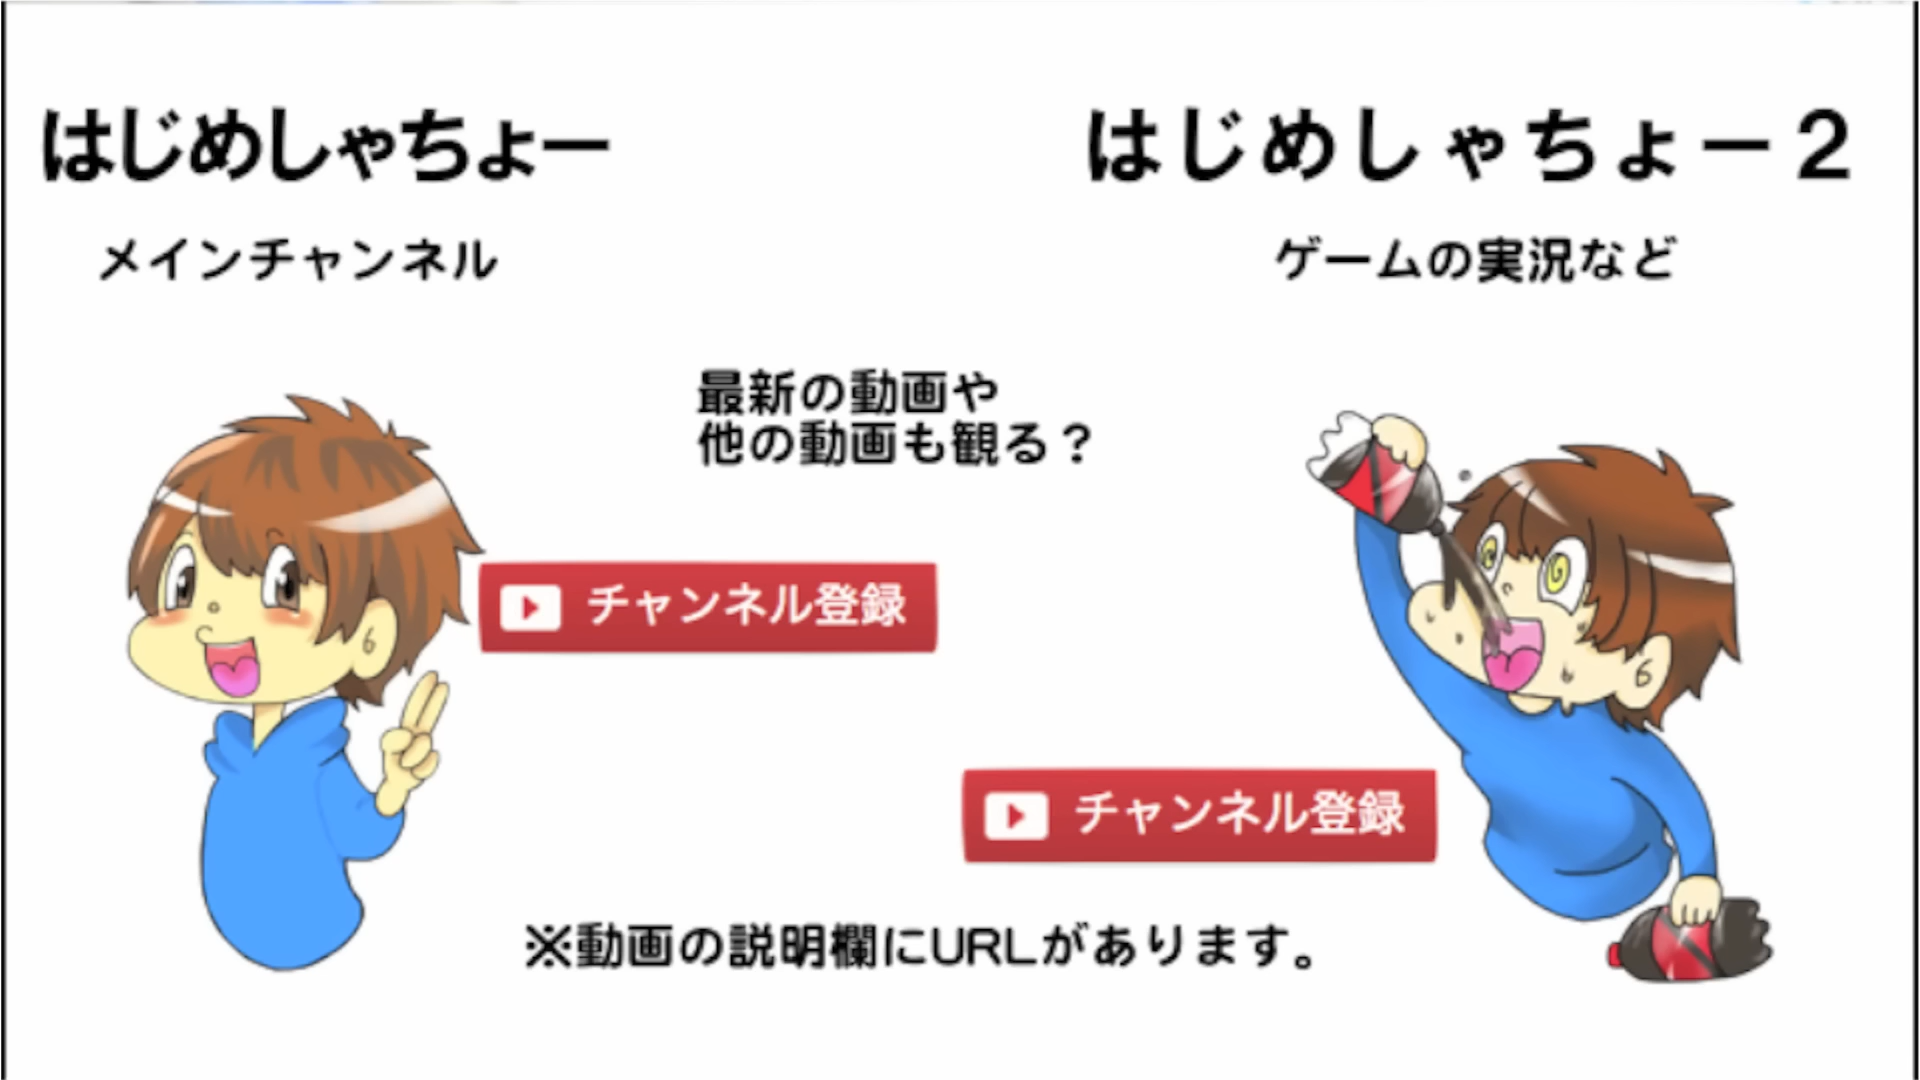 はじめしゃちょー
はじめしゃちょー２
メインチャンネル
ゲームの実況など
最新の動画や
他の動画も観る？
チャンネル登録
チャンネル登録
※動画の説明欄にURLがあります。